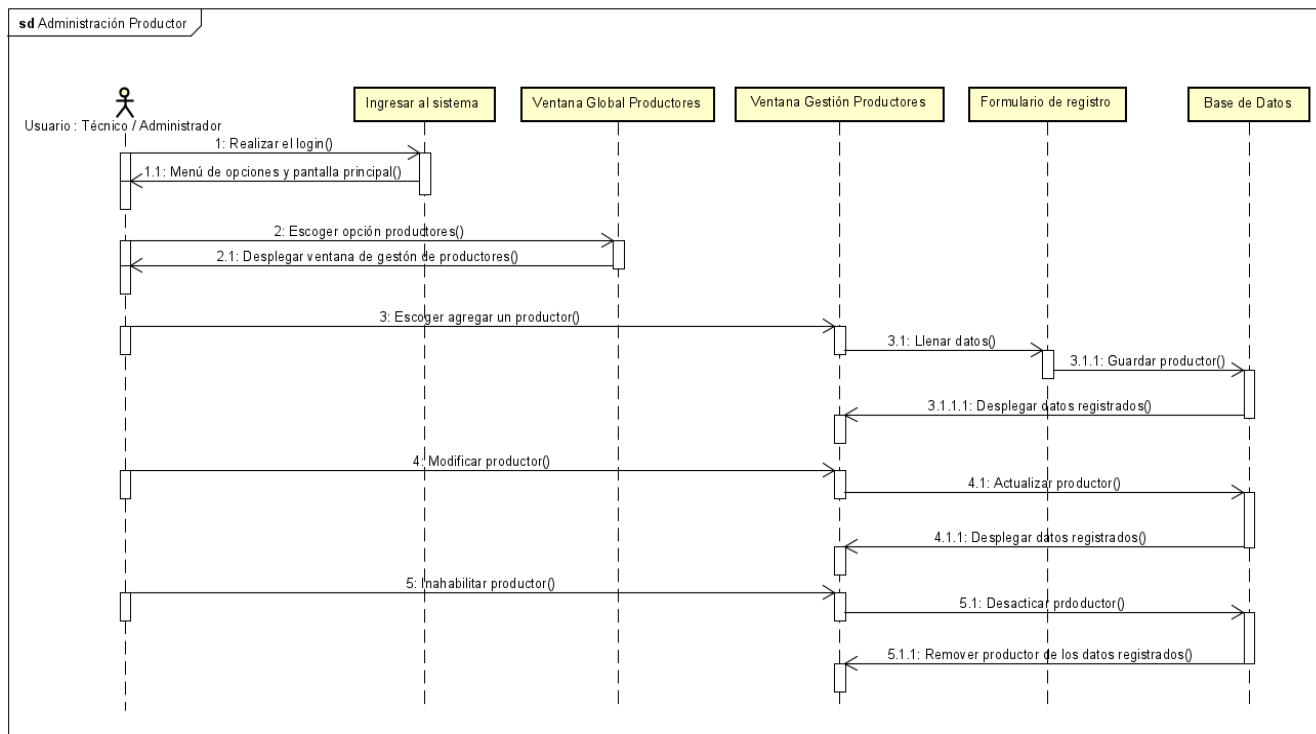 sd Administración Productor
Usuario : Técnico / Administrador
Ingresar al sistema
Ventana Global Productores
Ventana Gestión Productores
Formulario de registro
Base de Datos
1: Realizar el login()
1.1: Menú de opciones y pantalla principal()
2: Escoger opción productores()
2.1: Desplegar ventana de gestón de productores()
3: Escoger agregar un productor()
3.1: Llenar datos()
3.1.1: Guardar productor()
3.1.1.1: Desplegar datos registrados()
4: Modificar productor()
4.1: Actualizar productor()
4.1.1: Desplegar datos registrados()
5: Inahabilitar productor()
5.1: Desacticar prdoductor()
5.1.1: Remover productor de los datos registrados()